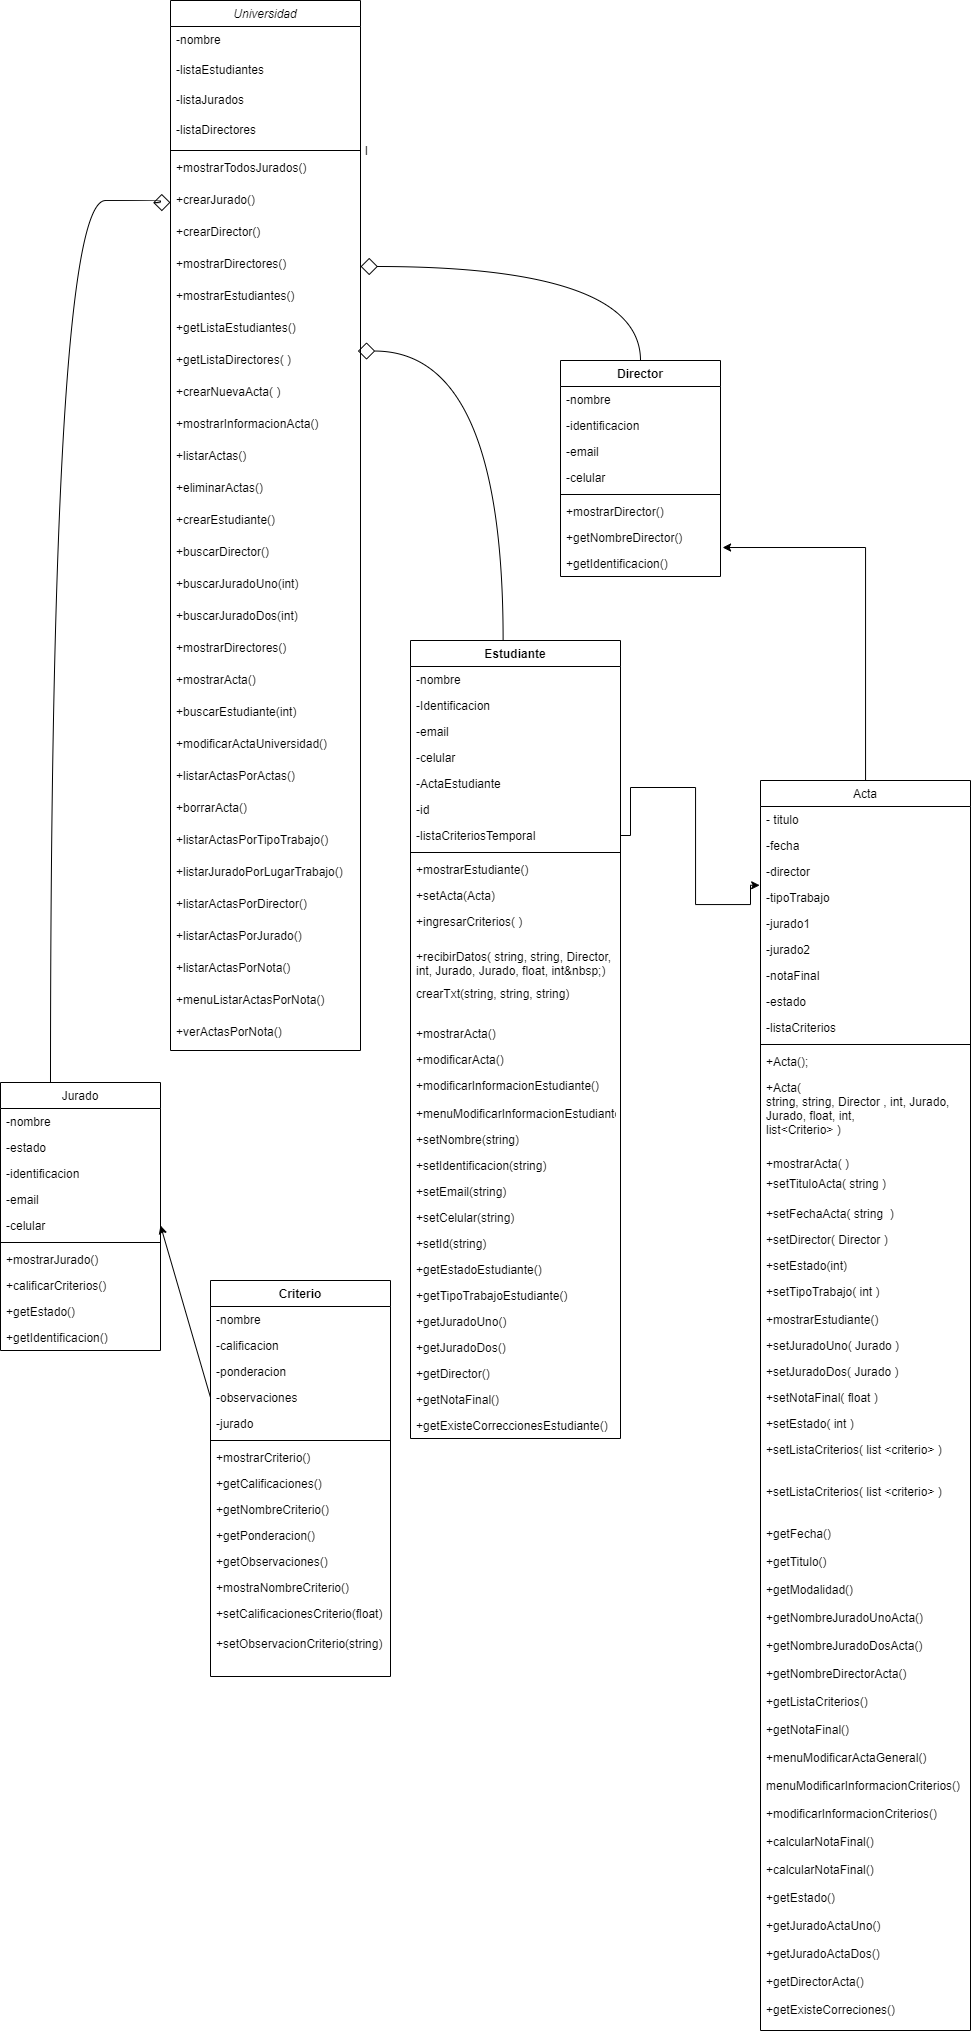 Universidad
-nombre
-listaEstudiantes
-listaJurados
-listaDirectores
I
+mostrarTodosJurados()
+crearJurado()
+crearDirector()
+mostrarDirectores()
+mostrarEstudiantes()
+getListaEstudiantes()
+getListaDirectores( )
+crearNuevaActa( )
+mostrarInformacionActa()
+listarActas()
+eliminarActas()
+crearEstudiante()
+buscarDirector()
+buscarJuradoUno(int)
+buscarJuradoDos(int)
+mostrarDirectores()
+mostrarActa()
+buscarEstudiante(int)
+modificarActaUniversidad()
+listarActasPorActas()
+borrarActa()
+listarActasPorTipoTrabajo()
+listarJuradoPorLugarTrabajo()
+listarActasPorDirector()
+listarActasPorJurado()
+listarActasPorNota()
+menuListarActasPorNota()
+verActasPorNota()
Director
-nombre
-identificacion
-email
-celular
+mostrarDirector()
+getNombreDirector()
+getIdentificacion()
Estudiante
-nombre
-Identificacion
-email
-celular
-ActaEstudiante
-id
-listaCriteriosTemporal
+mostrarEstudiante()
+setActa(Acta)
+ingresarCriterios( )
+recibirDatos( string, string, Director,
int, Jurado, Jurado, float, int&nbsp;)
crearTxt(string, string, string)
+mostrarActa()
+modificarActa()
+modificarInformacionEstudiante()
+menuModificarInformacionEstudiant
+setNombre(string)
+setIdentificacion(string)
+setEmail(string)
+setCelular(string)
+setId(string)
+getEstadoEstudiante()
+getTipoTrabajoEstudiante()
+getJuradoUno()
+getJuradoDos()
+getDirector()
+getNotaFinal()
+getExisteCorreccionesEstudiante()
Acta
- titulo
-fecha
-director
-tipoTrabajo
-jurado1
-jurado2
-notaFinal
-estado
-listaCriterios
+Acta();
+Acta(
string, string, Director , int, Jurado,
Jurado, float, int,
list<Criterio> )
+mostrarActa( )
+setTituloActa( string )
+setFechaActa( string  )
+setDirector( Director )
+setEstado(int)
+setTipoTrabajo( int )
+mostrarEstudiante()
+setJuradoUno( Jurado )
+setJuradoDos( Jurado )
+setNotaFinal( float )
+setEstado( int )
+setListaCriterios( list <criterio> )
+setListaCriterios( list <criterio> )
+getFecha()
+getTitulo()
+getModalidad()
+getNombreJuradoUnoActa()
+getNombreJuradoDosActa()
+getNombreDirectorActa()
+getListaCriterios()
+getNotaFinal()
+menuModificarActaGeneral()
menuModificarInformacionCriterios()
+modificarInformacionCriterios()
+calcularNotaFinal()
+calcularNotaFinal()
+getEstado()
+getJuradoActaUno()
+getJuradoActaDos()
+getDirectorActa()
+getExisteCorreciones()
Jurado
-nombre
-estado
-identificacion
-email
-celular
+mostrarJurado()
+calificarCriterios()
+getEstado()
+getIdentificacion()
Criterio
-nombre
-calificacion
-ponderacion
-observaciones
-jurado
+mostrarCriterio()
+getCalificaciones()
+getNombreCriterio()
+getPonderacion()
+getObservaciones()
+mostraNombreCriterio()
+setCalificacionesCriterio(float)
+setObservacionCriterio(string)